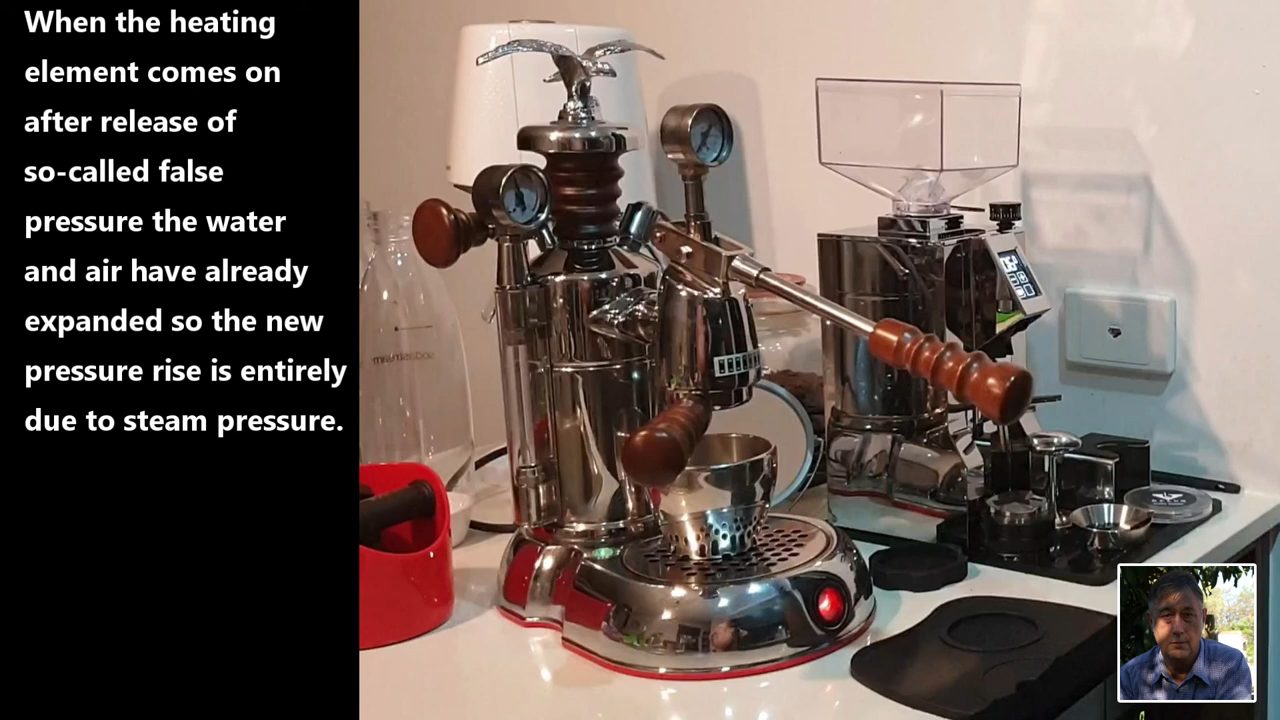 When the heating
element comes on
after release of
so-called false
pressure the water
and air have already
expanded so the new
pressure rise is entirely
due to steam pressure.